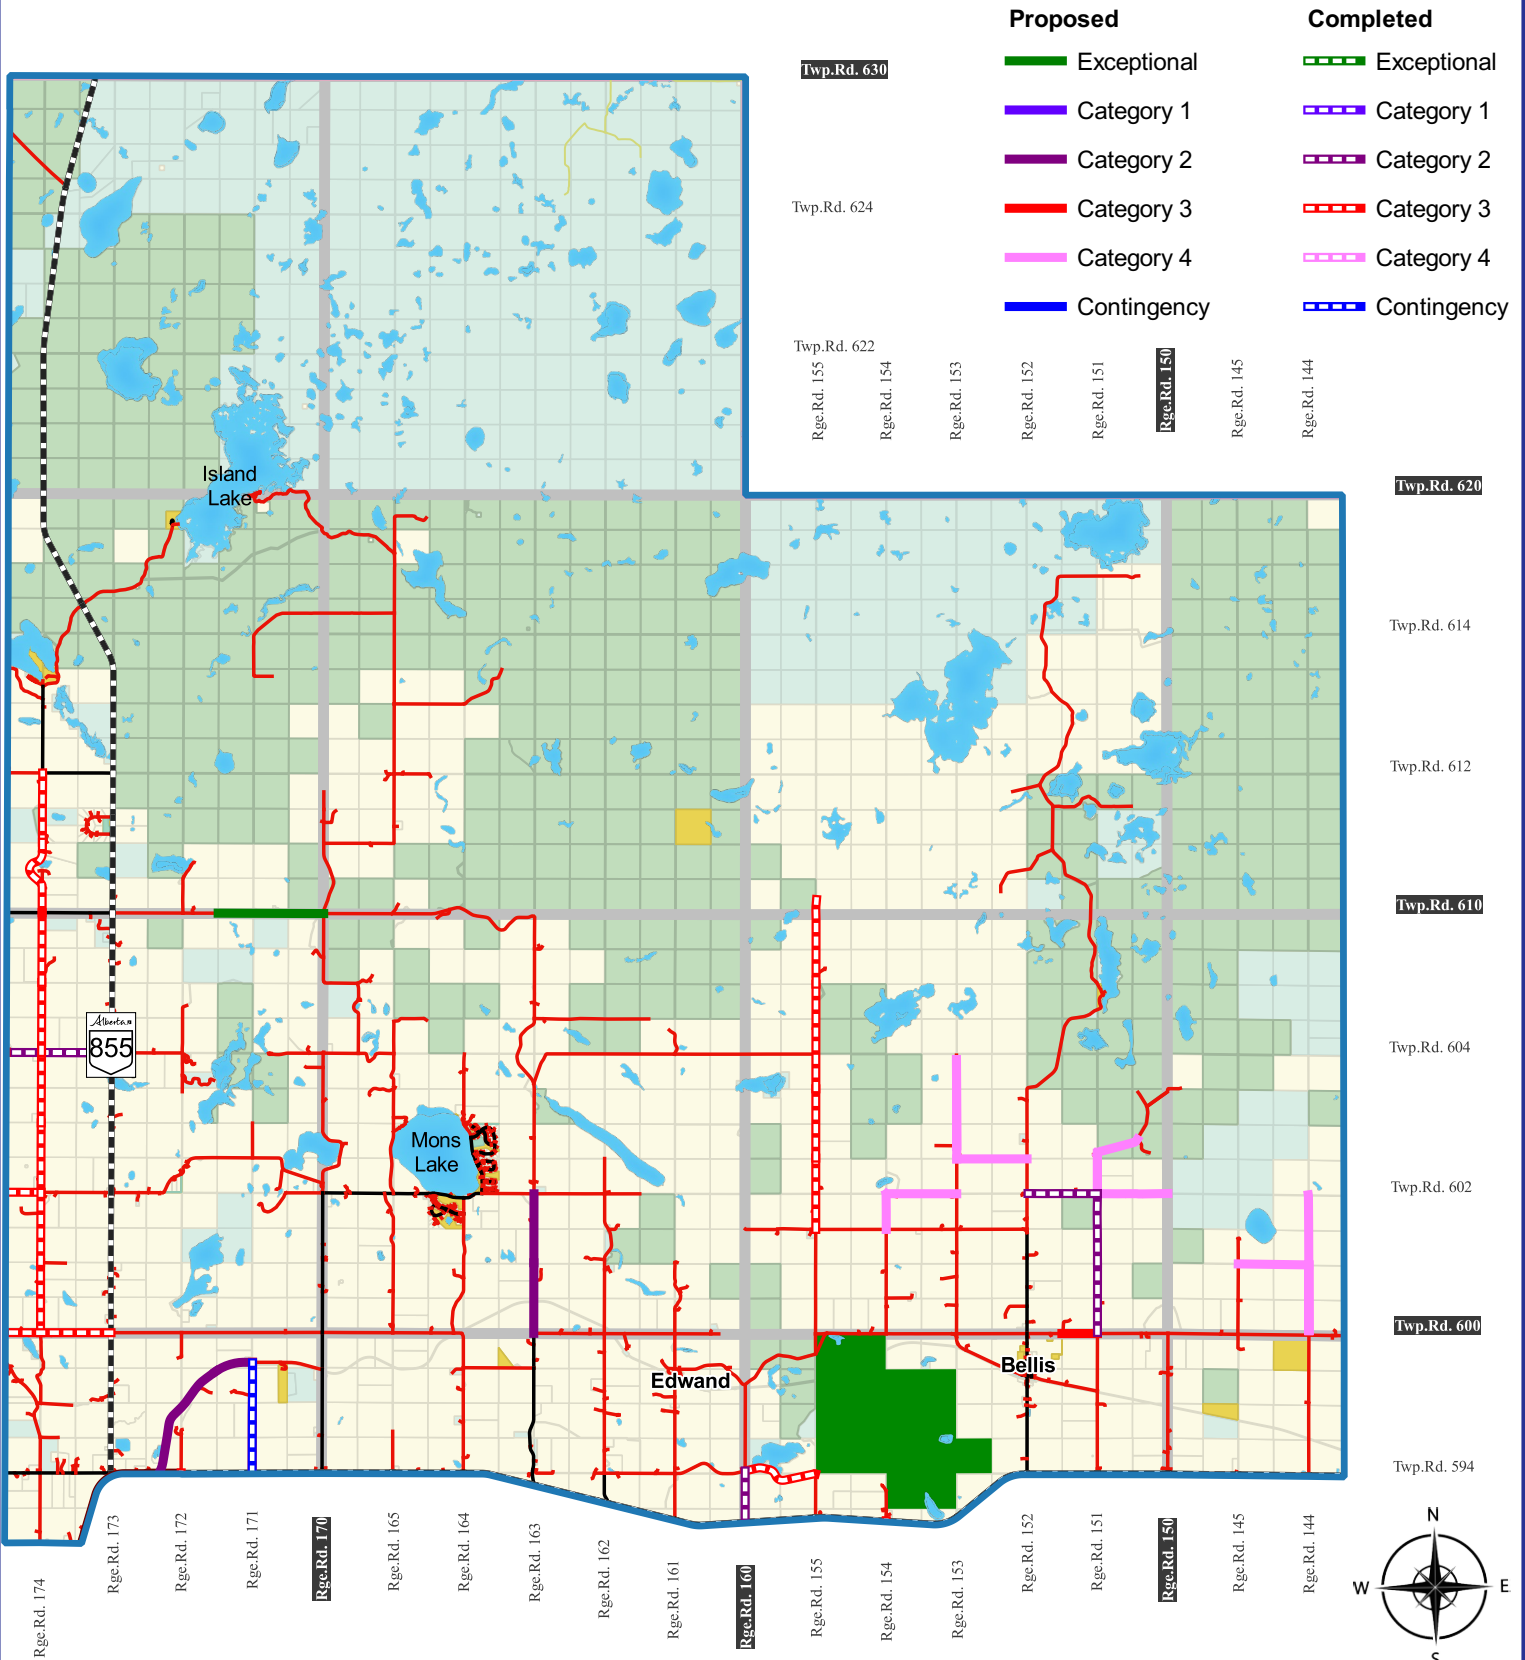 Proposed
Completed
Exceptional
Exceptional
Category 1
Category 1
Category 2
Category 2
Category 3
Category 3
Category 4
Category 4
Contingency
Contingency
Twp.Rd. 630
Twp.Rd. 624
Twp.Rd. 622
Rge.Rd. 155
Rge.Rd. 154
Rge.Rd. 153
Rge.Rd. 152
Rge.Rd. 151
Rge.Rd. 150
Rge.Rd. 145
Rge.Rd. 144
Island
Lake
Twp.Rd. 620
Twp.Rd. 614
Twp.Rd. 612
Twp.Rd. 610
Alberta
855
Twp.Rd. 604
Mons
Lake
Twp.Rd. 602
Twp.Rd. 600
Bellis
Edwand
Twp.Rd. 594
Rge.Rd. 174
Rge.Rd. 173
Rge.Rd. 172
Rge.Rd. 171
Rge.Rd. 170
Rge.Rd. 165
Rge.Rd. 164
Rge.Rd. 163
Rge.Rd. 162
Rge.Rd. 161
Rge.Rd. 160
Rge.Rd. 155
Rge.Rd. 154
Rge.Rd. 153
Rge.Rd. 152
Rge.Rd. 151
Rge.Rd. 150
Rge.Rd. 145
Rge.Rd. 144
N
W
E
S